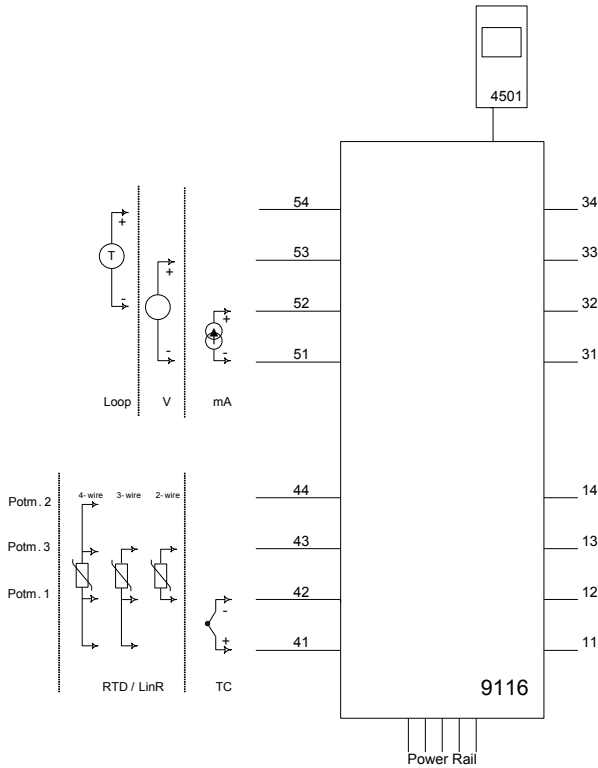 4501
54
34
+
T
53
33
+
-
52
32
+
-
-
51
31
Loop
V
mA
44
14
Potm. 2
4-wire
3-wire
2-wire
Potm. 3
43
13
Potm. 1
42
12
-
+
41
11
RTD / LinR
TC
9116
Power Rail